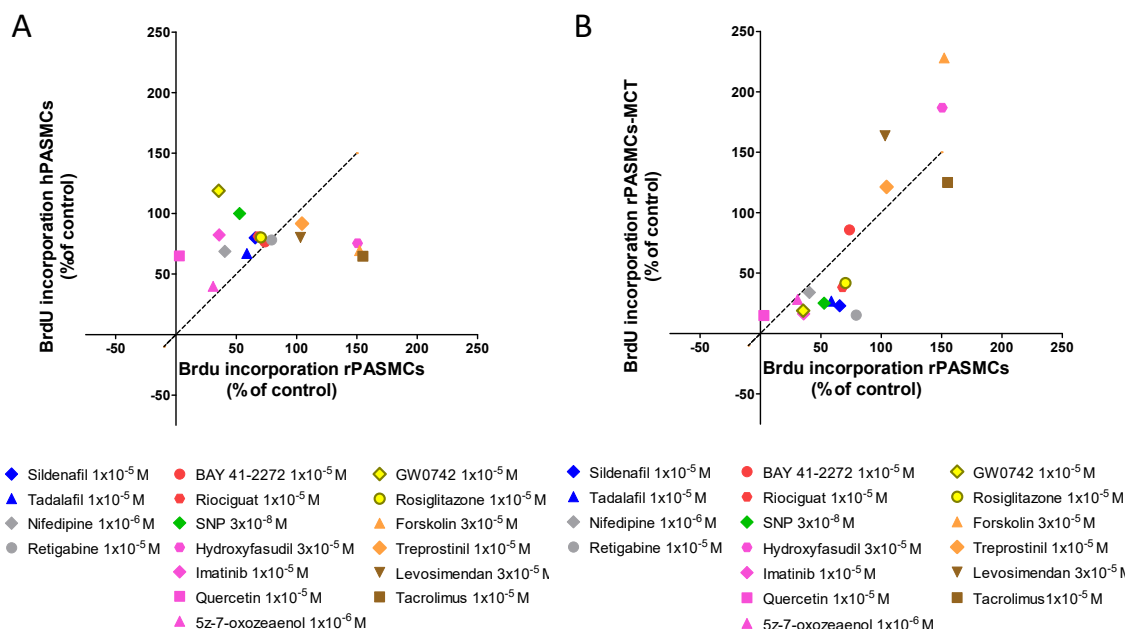 A
BrdU incorporation hPASMCs
(%of control)
250
200
150
100
50
-50
-50
50
100
150
200
250
Brdu incorporation rPASMCs
(% of control)
B
BrdU incorporation rPASMCs-MCT
(% of control)
250
200
150
100
50
-50
-50
50
100
150
200
250
Brdu incorporation rPASMCs
(% of control)
Sildenafil 1x10⁻⁵ M
Tadalafil 1x10⁻⁵ M
Nifedipine 1x10⁻⁶ M
Retigabine 1x10⁻⁵ M
BAY 41-2272 1x10⁻⁵ M
Riociguat 1x10⁻⁵ M
SNP 3x10⁻⁸ M
Hydroxyfasudil 3x10⁻⁵ M
Imatinib 1x10⁻⁵ M
Quercetin 1x10⁻⁵ M
5z-7-oxozeaenol 1x10⁻⁶ M
GW0742 1x10⁻⁵ M
Rosiglitazone 1x10⁻⁵ M
Forskolin 3x10⁻⁵ M
Treprostinil 1x10⁻⁵ M
Levosimendan 3x10⁻⁵ M
Tacrolimus 1x10⁻⁵ M
Sildenafil 1x10⁻⁵ M
Tadalafil 1x10⁻⁵ M
Nifedipine 1x10⁻⁶ M
Retigabine 1x10⁻⁵ M
BAY 41-2272 1x10⁻⁵ M
Riociguat 1x10⁻⁵ M
SNP 3x10⁻⁸ M
Hydroxyfasudil 3x10⁻⁵ M
Imatinib 1x10⁻⁵ M
Quercetin 1x10⁻⁵ M
5z-7-oxozeaenol 1x10⁻⁶ M
GW0742 1x10⁻⁵ M
Rosiglitazone 1x10⁻⁵ M
Forskolin 3x10⁻⁵ M
Treprostinil 1x10⁻⁵ M
Levosimendan 3x10⁻⁵ M
Tacrolimus1x10⁻⁵ M